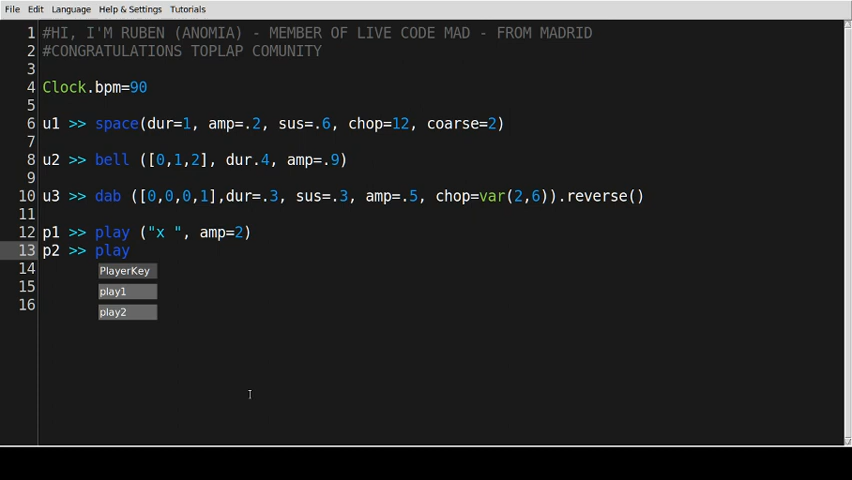 File Edit Language Help & Settings Tutorials
1 #HI, I'M RUBEN (ANOMIA) - MEMBER OF LIVE CODE MAD - FROM MADRID
2 #CONGRATULATIONS TOPLAP COMUNITY
3
4 Clock.bpm=90
5
6 u1 >> space(dur=1, amp=.2, sus=.6, chop=12, coarse=2)
7
8 u2 >> bell ([0,1,2], dur.4, amp=.9)
9
10 u3 >> dab ([0,0,0,1],dur=.3, sus=.3, amp=.5, chop=var(2,6)).reverse()
11
12 p1 >> play ("x ", amp=2)
13 p2 >> play
14 PlayerKey
15 play1
16 play2